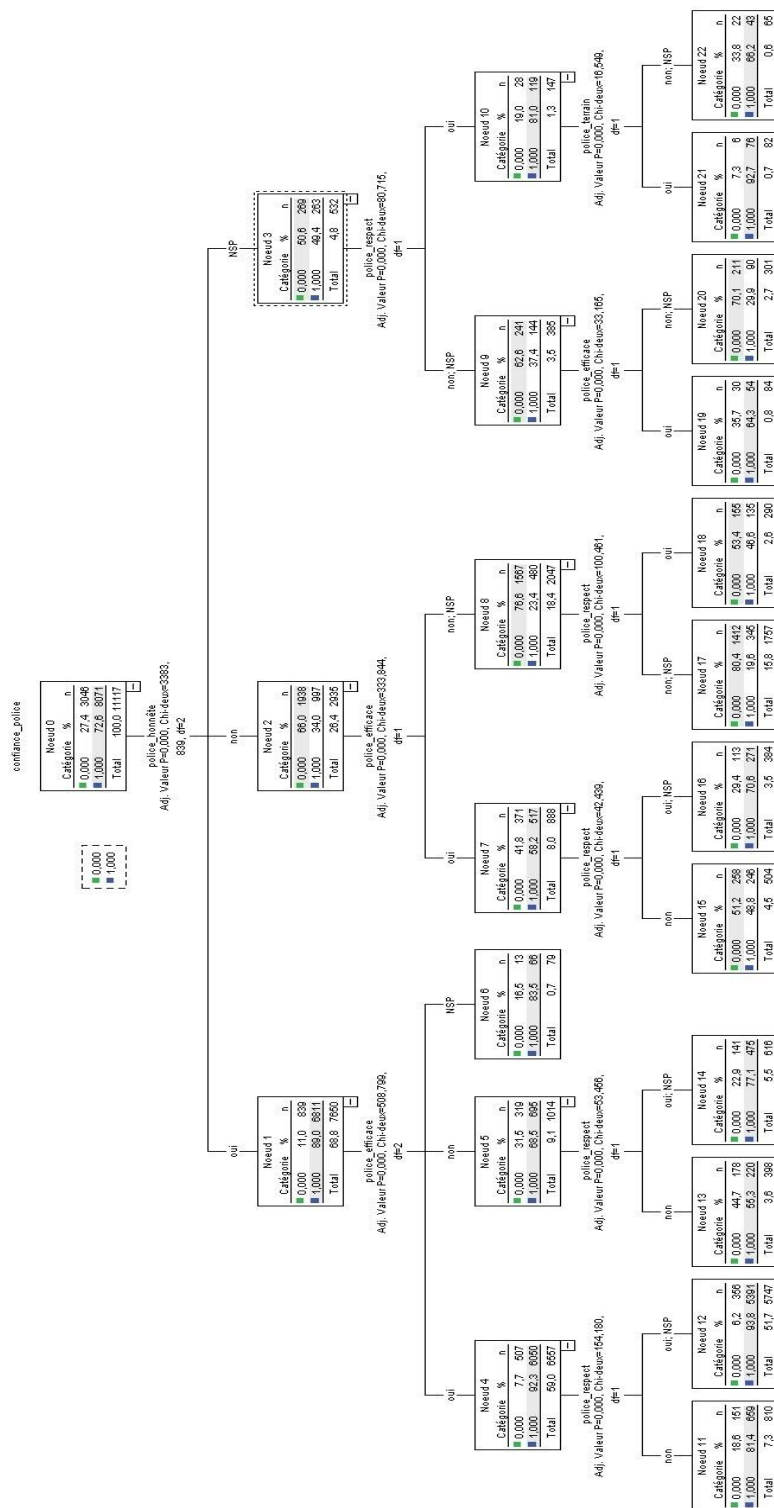 confiance_police
0,000
1,000
Noeud 0
Catégorie % n
0,000 27,4 3046
1,000 72,6 8071
Total 100,0 11117
police_honnête
Adj. Valeur P=0,000, Chi-deux=3383,
839, df=2
oui
non
NSP
Noeud 1
Catégorie % n
0,000 11,0 839
1,000 89,0 6811
Total 68,8 7650
police_efficace
Adj. Valeur P=0,000, Chi-deux=508,799,
df=2
Noeud 2
Catégorie % n
0,000 66,0 1938
1,000 34,0 997
Total 26,4 2935
police_efficace
Adj. Valeur P=0,000, Chi-deux=333,844,
df=1
Noeud 3
Catégorie % n
0,000 50,6 269
1,000 49,4 263
Total 4,8 532
police_respect
Adj. Valeur P=0,000, Chi-deux=80,715,
df=1
oui
non
NSP
oui
non; NSP
non; NSP
oui
Noeud 4
Catégorie % n
0,000 7,7 507
1,000 92,3 6050
Total 59,0 6557
police_respect
Adj. Valeur P=0,000, Chi-deux=154,180,
df=1
Noeud 5
Catégorie % n
0,000 31,5 319
1,000 68,5 695
Total 9,1 1014
police_respect
Adj. Valeur P=0,000, Chi-deux=53,456,
df=1
Noeud 6
Catégorie % n
0,000 16,5 13
1,000 83,5 66
Total 0,7 79
Noeud 7
Catégorie % n
0,000 41,8 371
1,000 58,2 517
Total 8,0 888
police_respect
Adj. Valeur P=0,000, Chi-deux=42,439,
df=1
Noeud 8
Catégorie % n
0,000 76,6 1567
1,000 23,4 480
Total 18,4 2047
police_respect
Adj. Valeur P=0,000, Chi-deux=100,461,
df=1
Noeud 9
Catégorie % n
0,000 62,6 241
1,000 37,4 144
Total 3,5 385
police_efficace
Adj. Valeur P=0,000, Chi-deux=33,165,
df=1
Noeud 10
Catégorie % n
0,000 19,0 28
1,000 81,0 119
Total 1,3 147
police_terrain
Adj. Valeur P=0,000, Chi-deux=16,549,
df=1
non
oui; NSP
non
oui; NSP
non
oui; NSP
non; NSP
oui
oui
non; NSP
oui
non; NSP
Noeud 11
Catégorie % n
0,000 18,6 151
1,000 81,4 659
Total 7,3 810
Noeud 12
Catégorie % n
0,000 6,2 356
1,000 93,8 5391
Total 51,7 5747
Noeud 13
Catégorie % n
0,000 44,7 178
1,000 55,3 220
Total 3,6 398
Noeud 14
Catégorie % n
0,000 22,9 141
1,000 77,1 475
Total 5,5 616
Noeud 15
Catégorie % n
0,000 51,2 258
1,000 48,8 246
Total 4,5 504
Noeud 16
Catégorie % n
0,000 29,4 113
1,000 70,6 271
Total 3,5 384
Noeud 17
Catégorie % n
0,000 80,4 1412
1,000 19,6 345
Total 15,8 1757
Noeud 18
Catégorie % n
0,000 53,4 155
1,000 46,6 135
Total 2,6 290
Noeud 19
Catégorie % n
0,000 35,7 30
1,000 64,3 54
Total 0,8 84
Noeud 20
Catégorie % n
0,000 70,1 211
1,000 29,9 90
Total 2,7 301
Noeud 21
Catégorie % n
0,000 7,3 6
1,000 92,7 76
Total 0,7 82
Noeud 22
Catégorie % n
0,000 33,8 22
1,000 66,2 43
Total 0,6 65